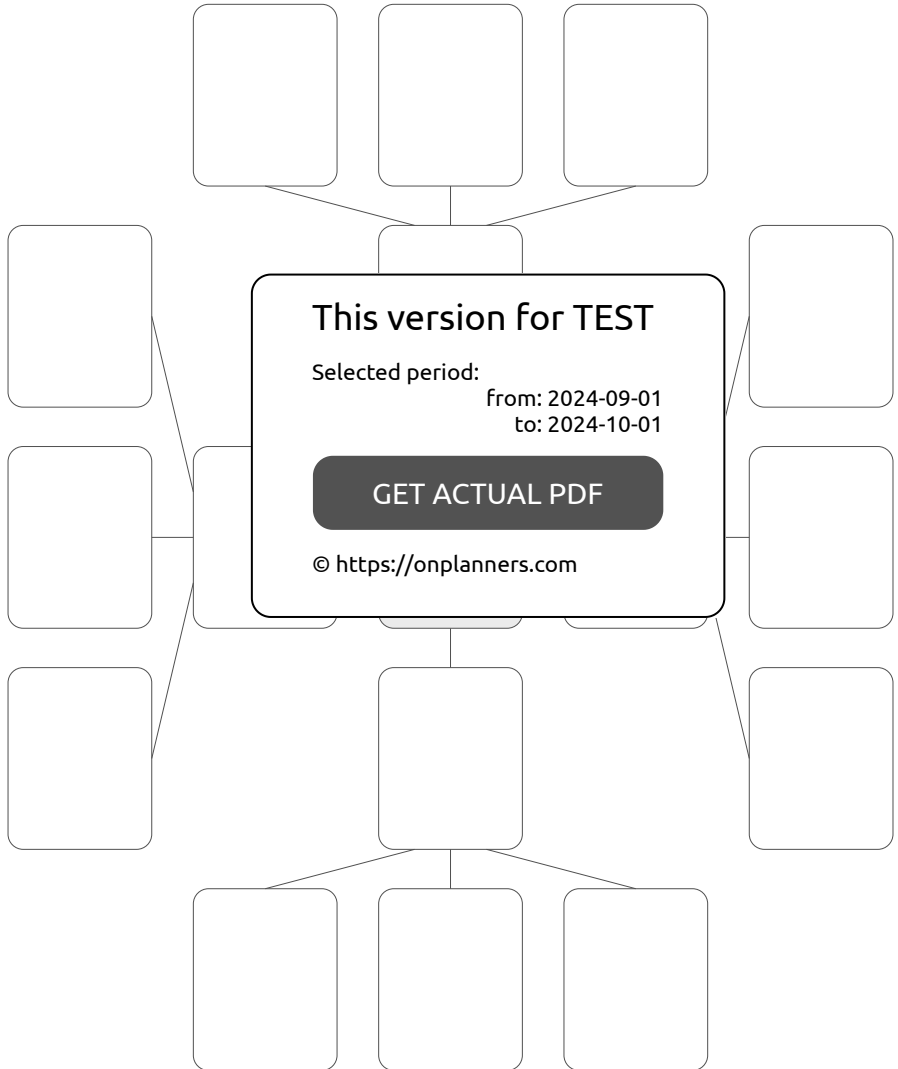 This version for TEST
Selected period:
from: 2024-09-01
to: 2024-10-01
GET ACTUAL PDF
© https://onplanners.com